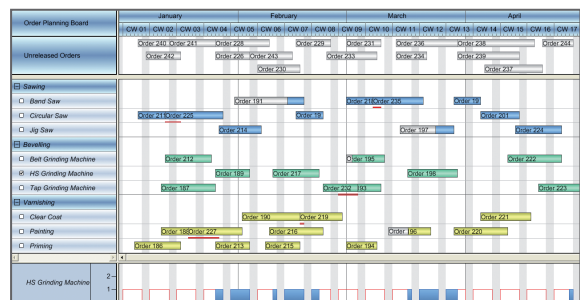 Order Planning Board
January February March April
CW 01 CW 02 CW 03 CW 04 CW 05 CW 06 CW 07 CW 08 CW 09 CW 10 CW 11 CW 12 CW 13 CW 14 CW 15 CW 16 CW 17
Unreleased Orders
Order 240 Order 241 Order 228 Order 229 Order 231 Order 236 Order 238 Order 244
Order 242 Order 226 Order 243 Order 233 Order 234 Order 239
Order 230 Order 237
Sawing
Band Saw Order 191 Order 235 Order 19
Circular Saw Order 225 Order 19 Order 201
Jig Saw Order 214 Order 197 Order 224
Bevelling
Belt Grinding Machine Order 212 Order 195 Order 222
HS Grinding Machine Order 189 Order 217 Order 198
Tap Grinding Machine Order 187 Order 232 193 Order 223
Varnishing
Clear Coat Order 190 Order 219 Order 221
Painting Order 188 Order 227 Order 216 Order 196 Order 220
Priming Order 186 Order 213 Order 215 Order 194
HS Grinding Machine
2
1